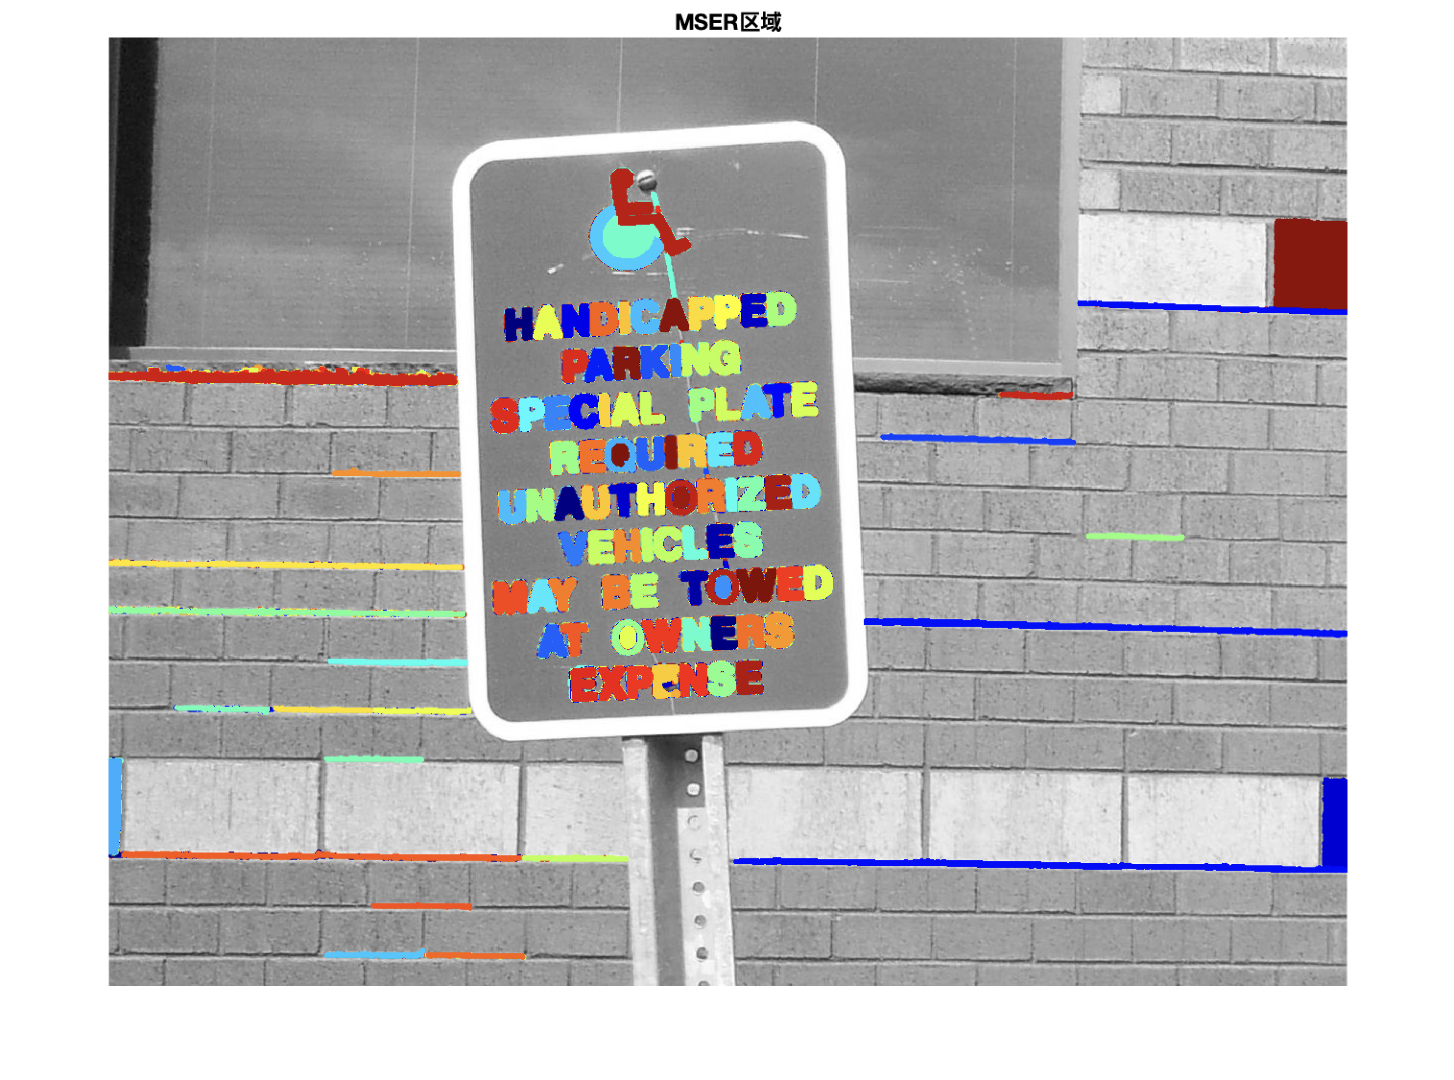 MSER区域
HANDICAPPED
PARKING
SPECIAL PLATE
REQUIRED
UNAUTHORIZED
VEHICLES
MAY BE TOWED
AT OWNERS
EXPENSE